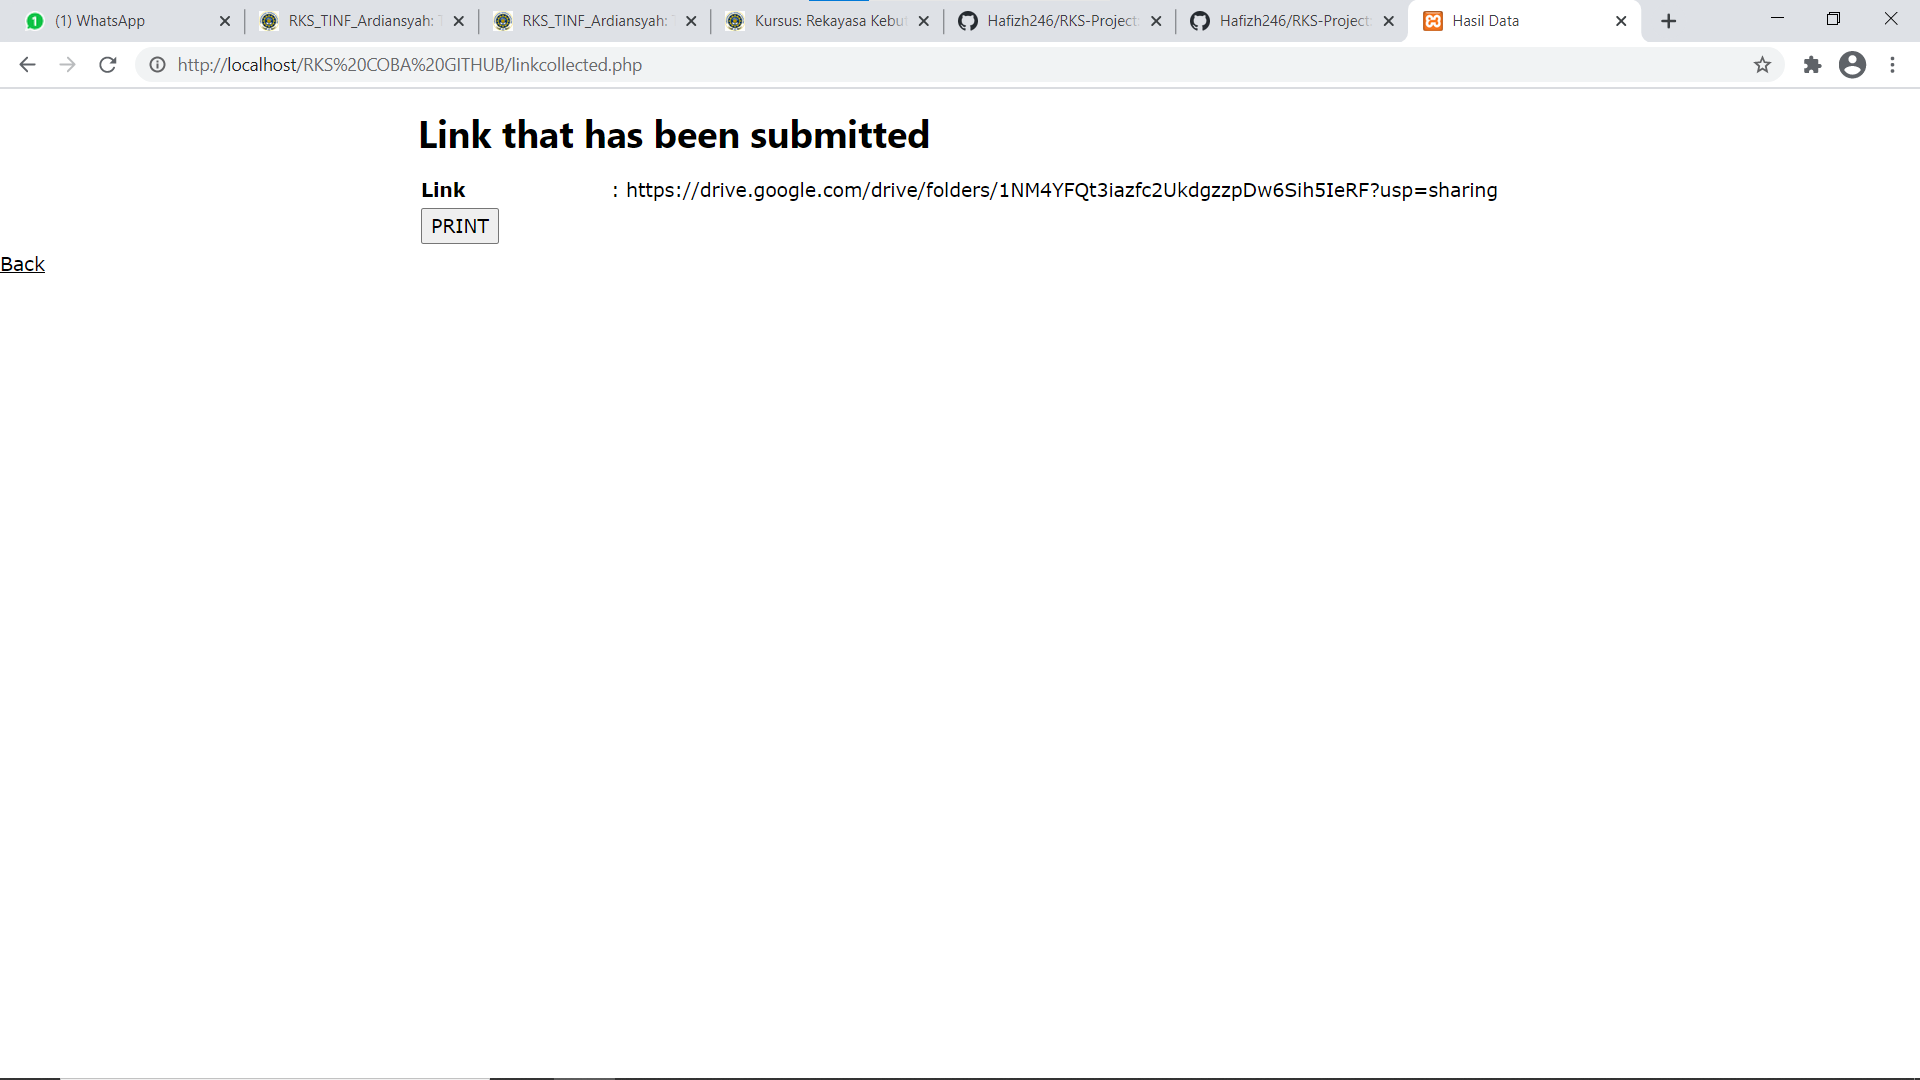 (1) WhatsApp
RKS_TINF_Ardiansyah:
RKS_TINF_Ardiansyah:
Kursus: Rekayasa Kebu
Hafizh246/RKS-Project
Hafizh246/RKS-Project
Hasil Data
http://localhost/RKS%20COBA%20GITHUB/linkcollected.php
Link that has been submitted
Link : https://drive.google.com/drive/folders/1NM4YFQt3iazfc2UkdgzzpDw6Sih5IeRF?usp=sharing
PRINT
Back